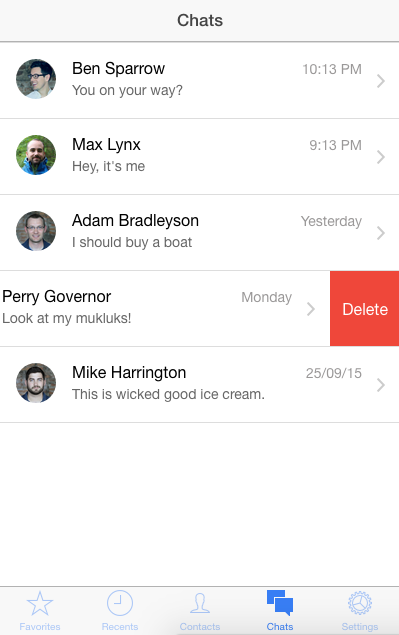 Chats
Ben Sparrow 10:13 PM
You on your way?
Max Lynx 9:13 PM
Hey, it's me
Adam Bradleyson Yesterday
I should buy a boat
Perry Governor Monday
Look at my mukluks!
Delete
Mike Harrington 25/09/15
This is wicked good ice cream.
Favorites Recents Contacts Chats Settings